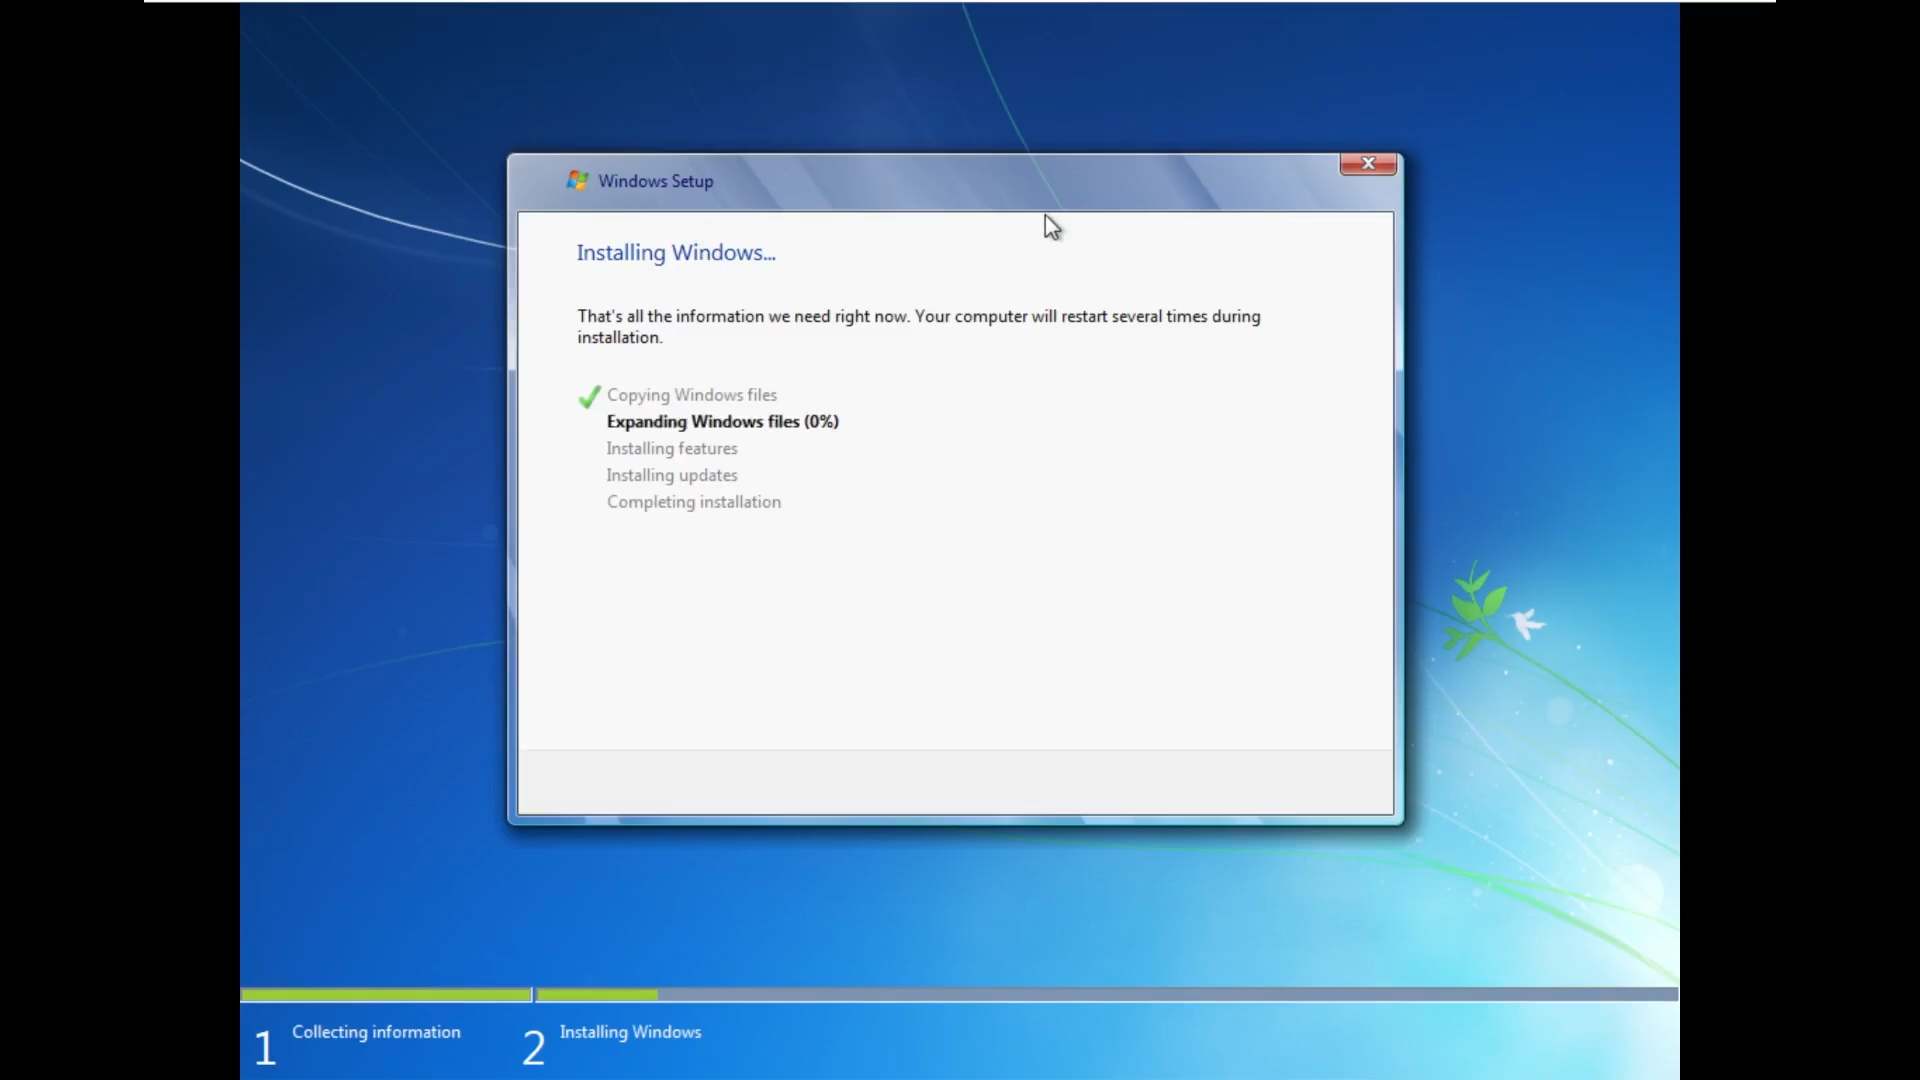 Windows Setup
Installing Windows...
That's all the information we need right now. Your computer will restart several times during
installation.
Copying Windows files
Expanding Windows files (0%)
Installing features
Installing updates
Completing installation
1 Collecting information
2 Installing Windows